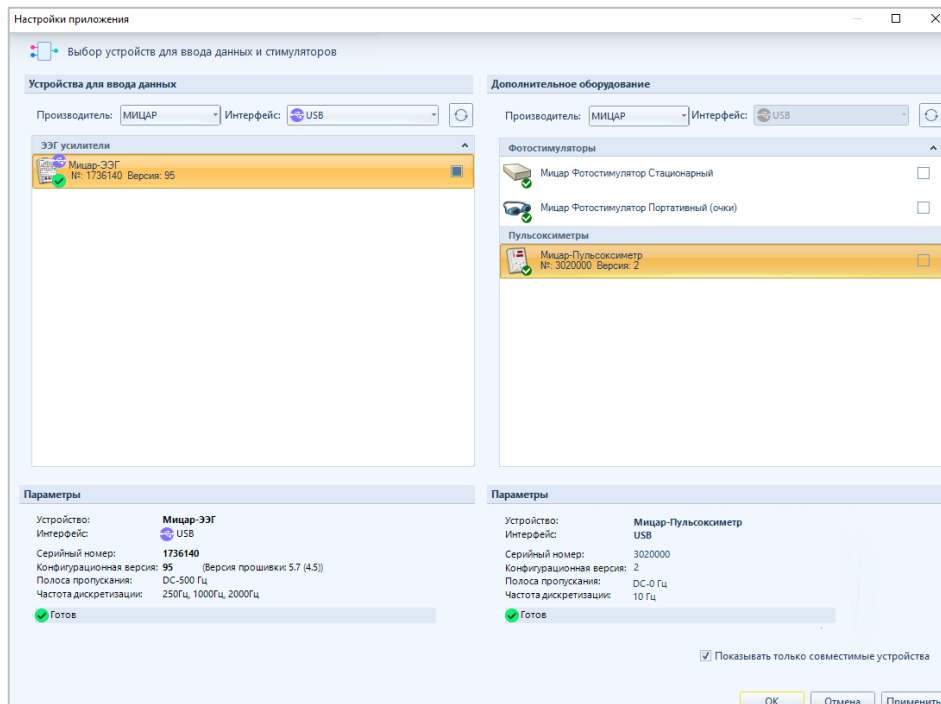 Настройки приложения
Выбор устройств для ввода данных и стимуляторов
Устройства для ввода данных
Производитель: МИЦАР Интерфейс: USB
ЭЭГ усилители
Мицар-ЭЭГ
№: 1736140 Версия: 95
Дополнительное оборудование
Производитель: МИЦАР Интерфейс: USB
Фотостимуляторы
Мицар Фотостимулятор Стационарный
Мицар Фотостимулятор Портативный (очки)
Пульсоксиметры
Мицар-Пульсоксиметр
№: 3020000 Версия: 2
Параметры
Устройство: Мицар-ЭЭГ
Интерфейс: USB
Серийный номер: 1736140
Конфигурационная версия: 95 (Версия прошивки: 5.7 (4.5))
Полоса пропускания: DC-500 Гц
Частота дискретизации: 250Гц, 1000Гц, 2000Гц
Готов
Параметры
Устройство: Мицар-Пульсоксиметр
Интерфейс: USB
Серийный номер: 3020000
Конфигурационная версия: 2
Полоса пропускания: DC-0 Гц
Частота дискретизации: 10 Гц
Готов
Показывать только совместимые устройства
OK Отмена Применить